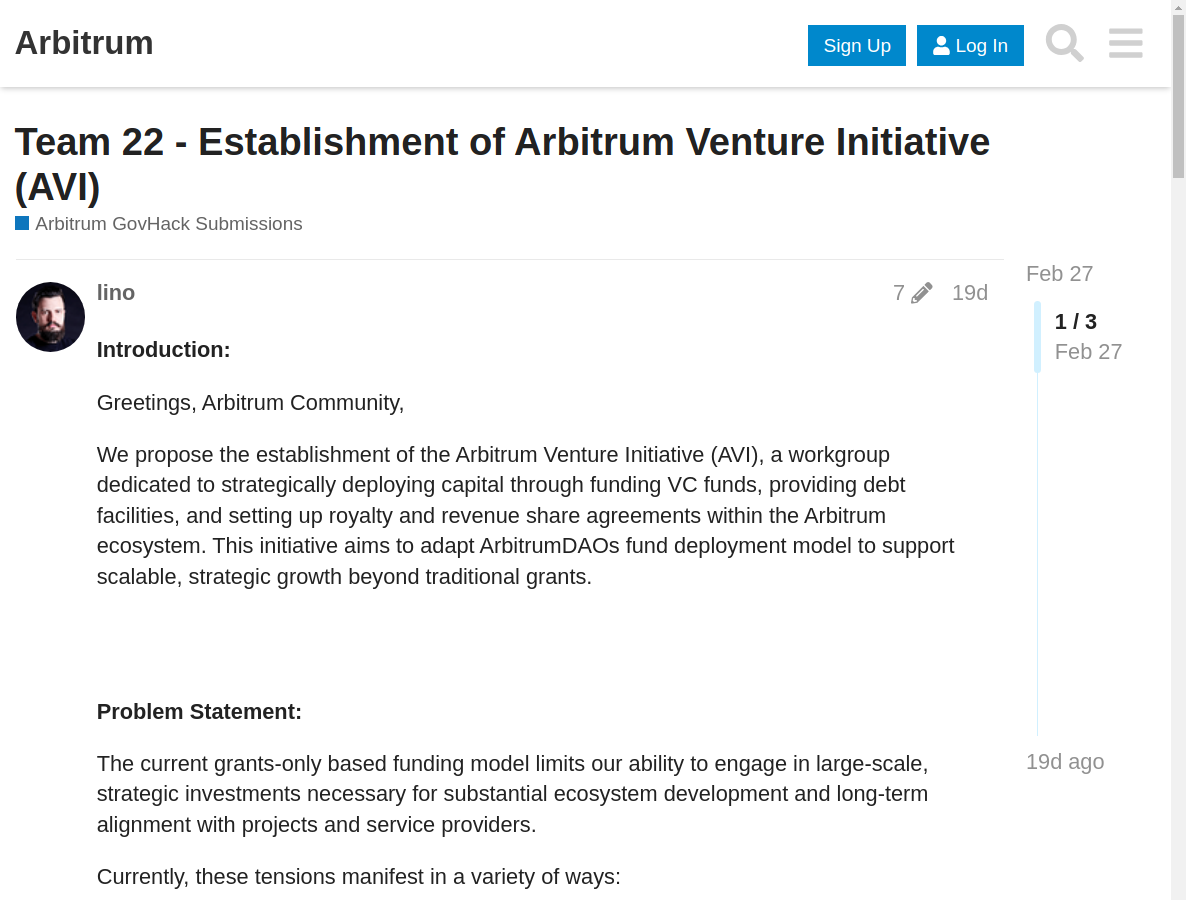 Arbitrum
Sign Up
Log In
Team 22 - Establishment of Arbitrum Venture Initiative
(AVI)
Arbitrum GovHack Submissions
lino
7
19d
Introduction:
Greetings, Arbitrum Community,
We propose the establishment of the Arbitrum Venture Initiative (AVI), a workgroup
dedicated to strategically deploying capital through funding VC funds, providing debt
facilities, and setting up royalty and revenue share agreements within the Arbitrum
ecosystem. This initiative aims to adapt ArbitrumDAOs fund deployment model to support
scalable, strategic growth beyond traditional grants.
Problem Statement:
The current grants-only based funding model limits our ability to engage in large-scale,
strategic investments necessary for substantial ecosystem development and long-term
alignment with projects and service providers.
Currently, these tensions manifest in a variety of ways:
Feb 27
1 / 3
Feb 27
19d ago